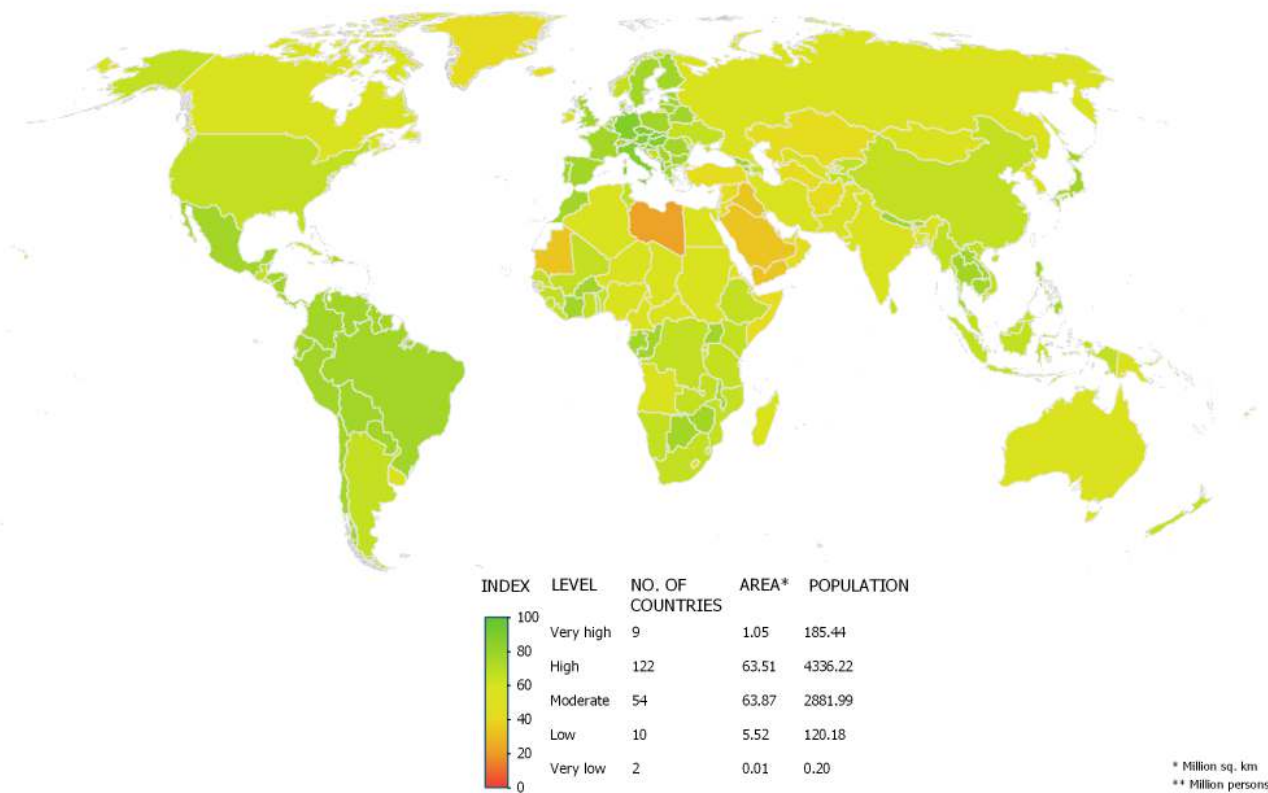 INDEX LEVEL NO. OF COUNTRIES AREA* POPULATION
100
Very high 9 1.05 185.44
80
High 122 63.51 4336.22
60
Moderate 54 63.87 2881.99
40
Low 10 5.52 120.18
20
Very low 2 0.01 0.20
0
* Million sq. km
** Million persons